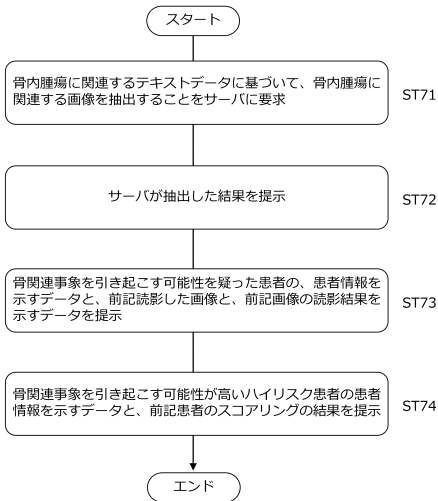 スタート
骨内腫瘍に関連するテキストデータに基づいて、骨内腫瘍に
関連する画像を抽出することをサーバに要求
ST71
サーバが抽出した結果を提示
ST72
骨関連事象を引き起こす可能性を疑った患者の、患者情報を
示すデータと、前記読影した画像と、前記画像の読影結果を
示すデータを提示
ST73
骨関連事象を引き起こす可能性が高いハイリスク患者の患者
情報を示すデータと、前記患者のスコアリングの結果を提示
ST74
エンド